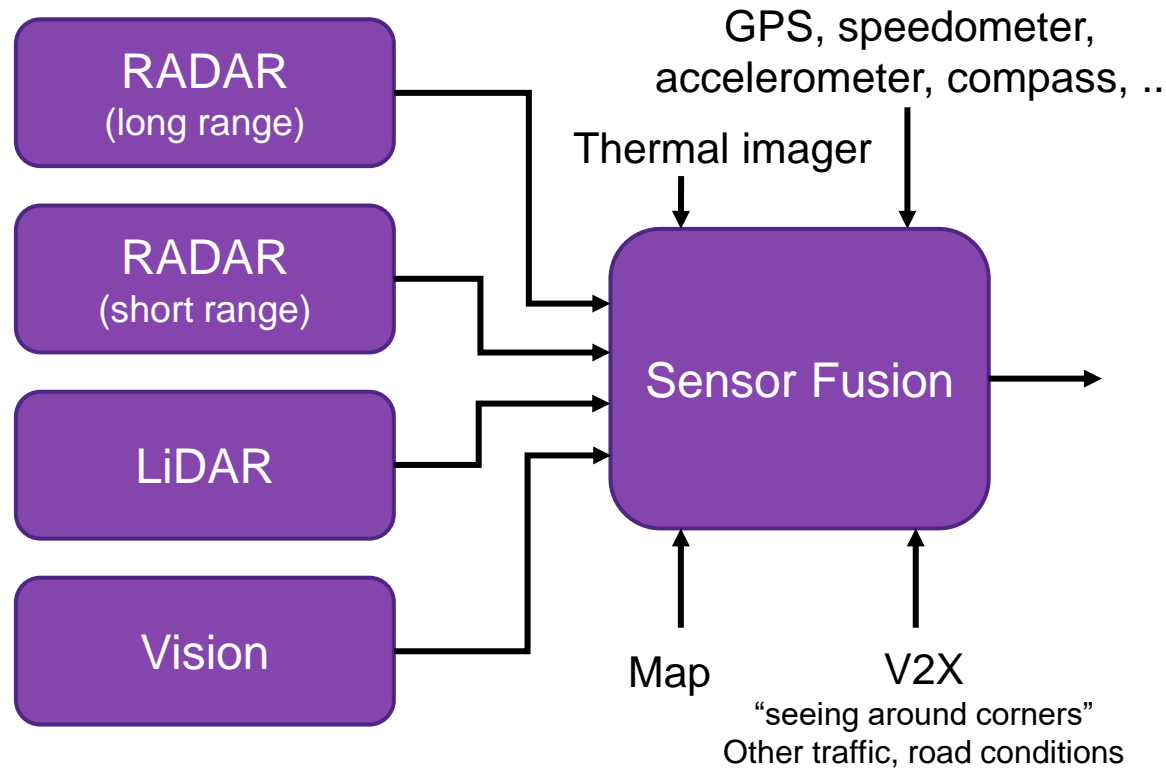 RADAR
(long range)
RADAR
(short range)
LiDAR
Vision
GPS, speedometer,
accelerometer, compass, ..
Thermal imager
Sensor Fusion
Map
V2X
“seeing around corners”
Other traffic, road conditions